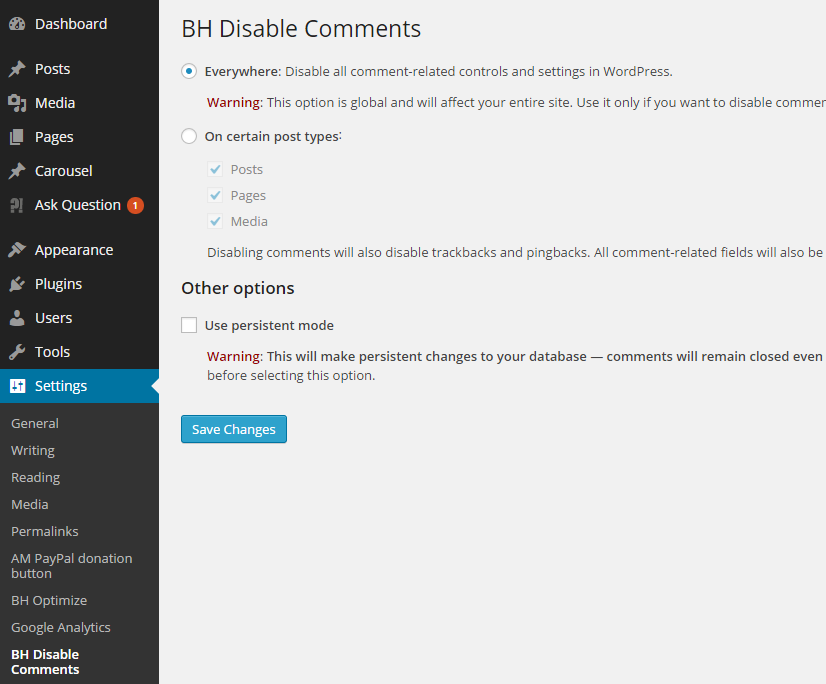 Dashboard
Posts
Media
Pages
Carousel
Ask Question 1
Appearance
Plugins
Users
Tools
Settings
General
Writing
Reading
Media
Permalinks
AM PayPal donation
button
BH Optimize
Google Analytics
BH Disable
Comments
BH Disable Comments
Everywhere: Disable all comment-related controls and settings in WordPress.
Warning: This option is global and will affect your entire site. Use it only if you want to disable commen
On certain post types:
Posts
Pages
Media
Disabling comments will also disable trackbacks and pingbacks. All comment-related fields will also be
Other options
Use persistent mode
Warning: This will make persistent changes to your database — comments will remain closed even
before selecting this option.
Save Changes